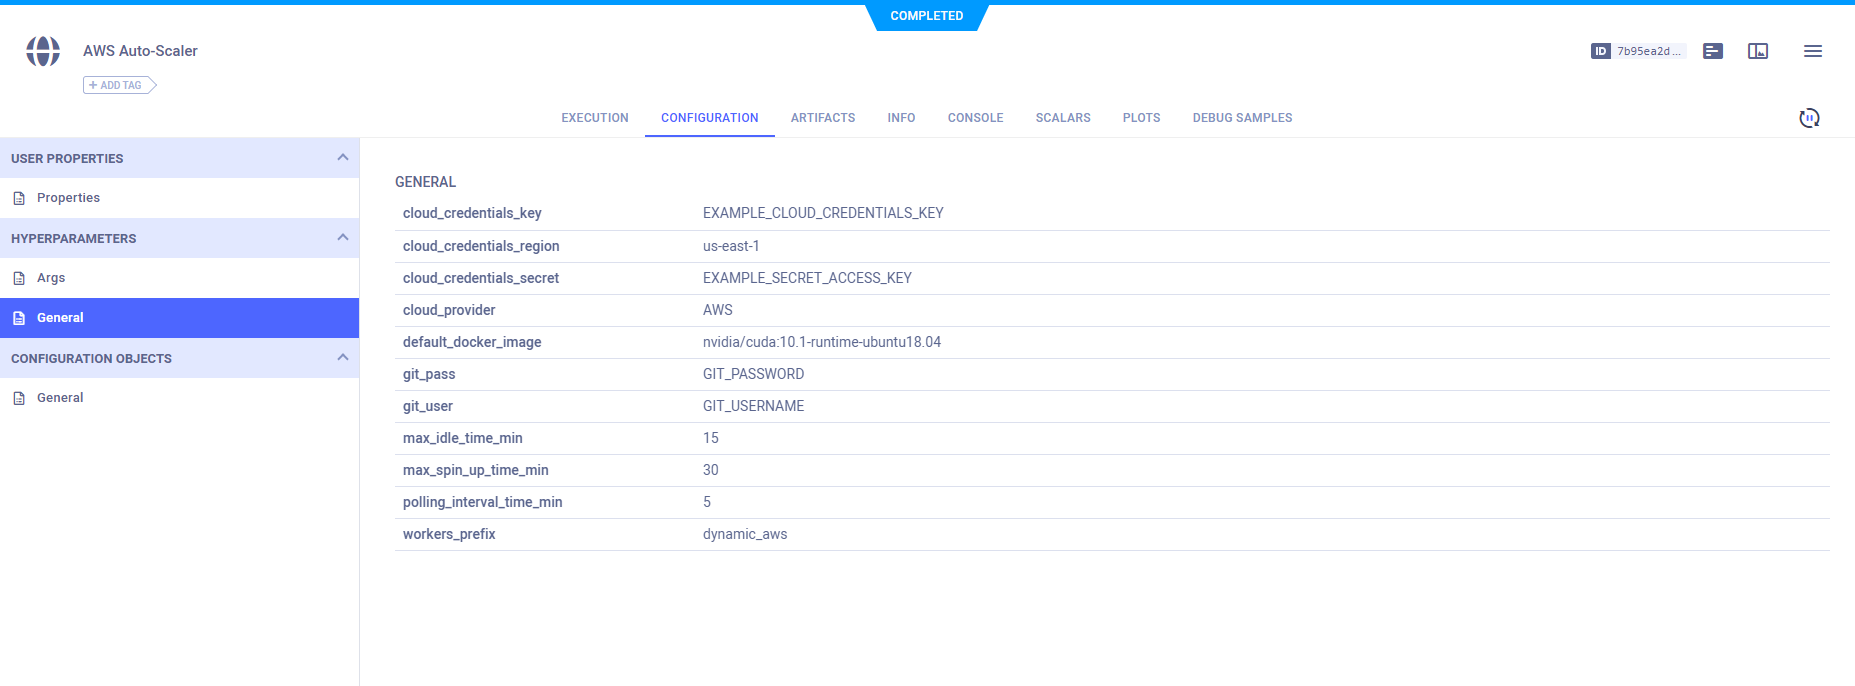 COMPLETED
AWS Auto-Scaler
ID 7b95ea2d...
+ ADD TAG
EXECUTION CONFIGURATION ARTIFACTS INFO CONSOLE SCALARS PLOTS DEBUG SAMPLES
USER PROPERTIES
Properties
HYPERPARAMETERS
Args
General
CONFIGURATION OBJECTS
General
GENERAL
cloud_credentials_key EXAMPLE_CLOUD_CREDENTIALS_KEY
cloud_credentials_region us-east-1
cloud_credentials_secret EXAMPLE_SECRET_ACCESS_KEY
cloud_provider AWS
default_docker_image nvidia/cuda:10.1-runtime-ubuntu18.04
git_pass GIT_PASSWORD
git_user GIT_USERNAME
max_idle_time_min 15
max_spin_up_time_min 30
polling_interval_time_min 5
workers_prefix dynamic_aws